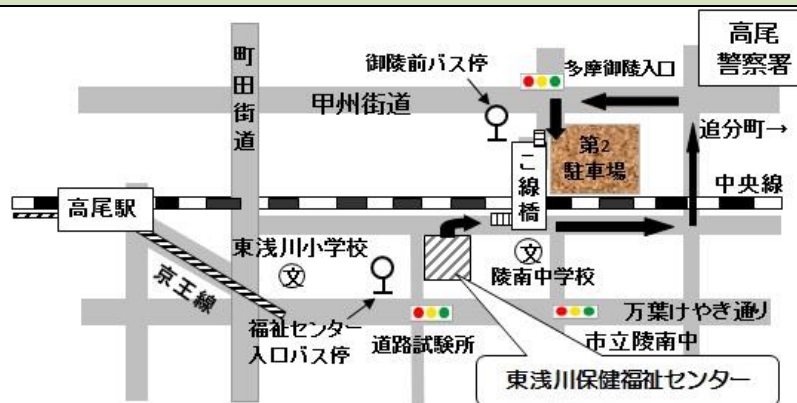 高尾
警察署
町田街道
御陵前バス停
多摩御陵入口
甲州街道
追分町→
第2
駐車場
こ線橋
中央線
高尾駅
東浅川小学校
文
文
陵南中学校
京王線
万葉けやき通り
福祉センター
入口バス停
道路試験所
市立陵南中
東浅川保健福祉センター